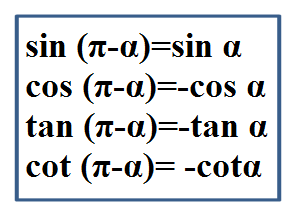 sin (π-α)=sin α
cos (π-α)=-cos α
tan (π-α)=-tan α
cot (π-α)= -cotα